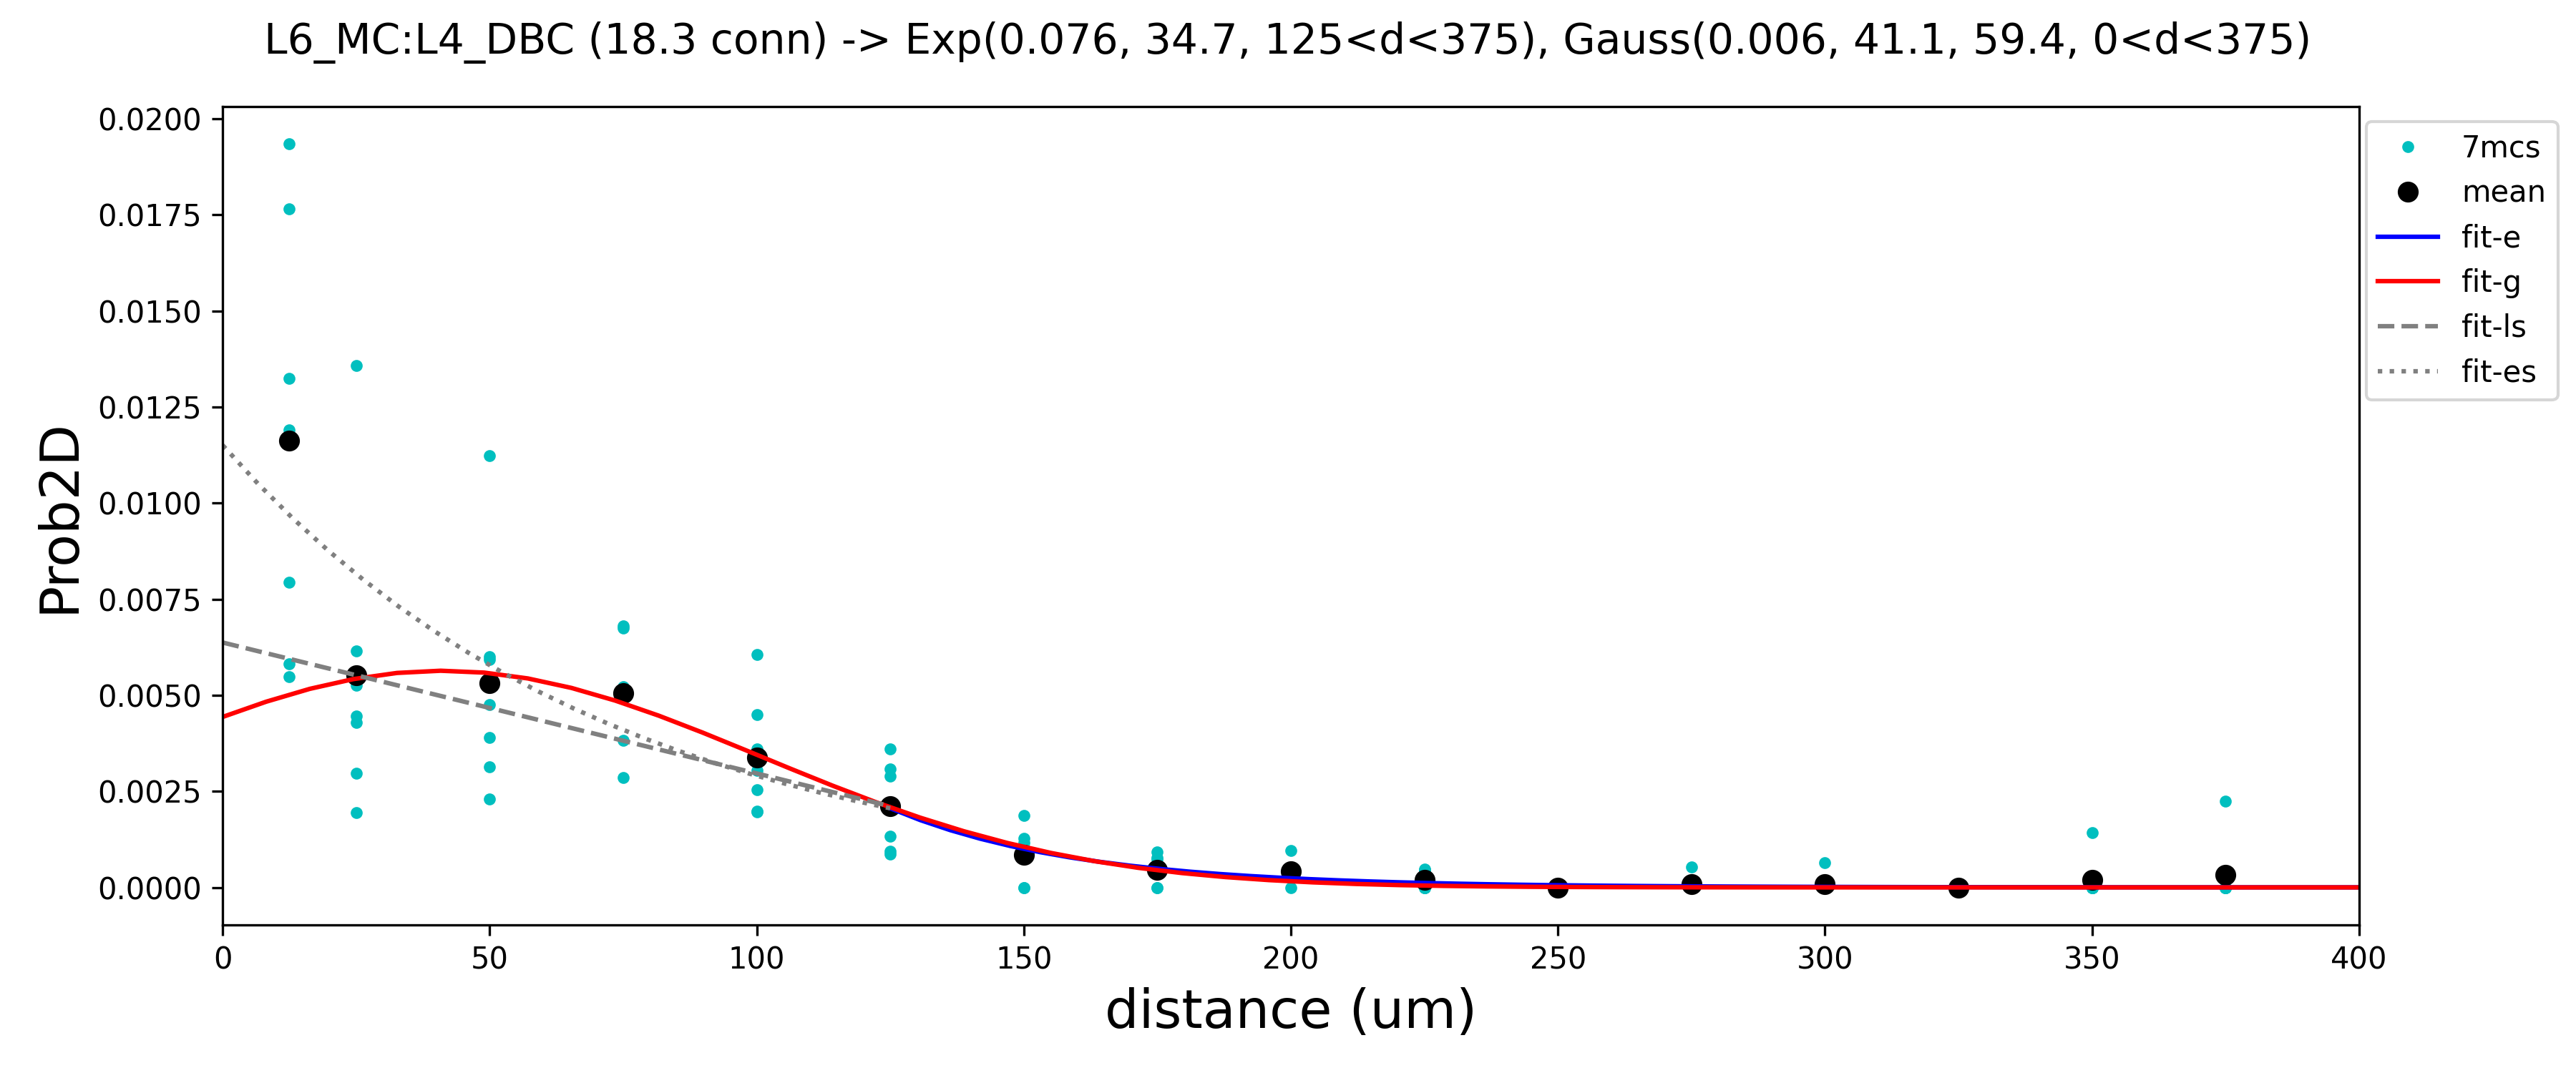 L6_MC:L4_DBC (18.3 conn) -> Exp(0.076, 34.7, 125<d<375), Gauss(0.006, 41.1, 59.4, 0<d<375)
0.0200
0.0175
0.0150
0.0125
0.0100
0.0075
0.0050
0.0025
0.0000
Prob2D
0 50 100 150 200 250 300 350 400
distance (um)
7mcs
mean
fit-e
fit-g
fit-ls
fit-es